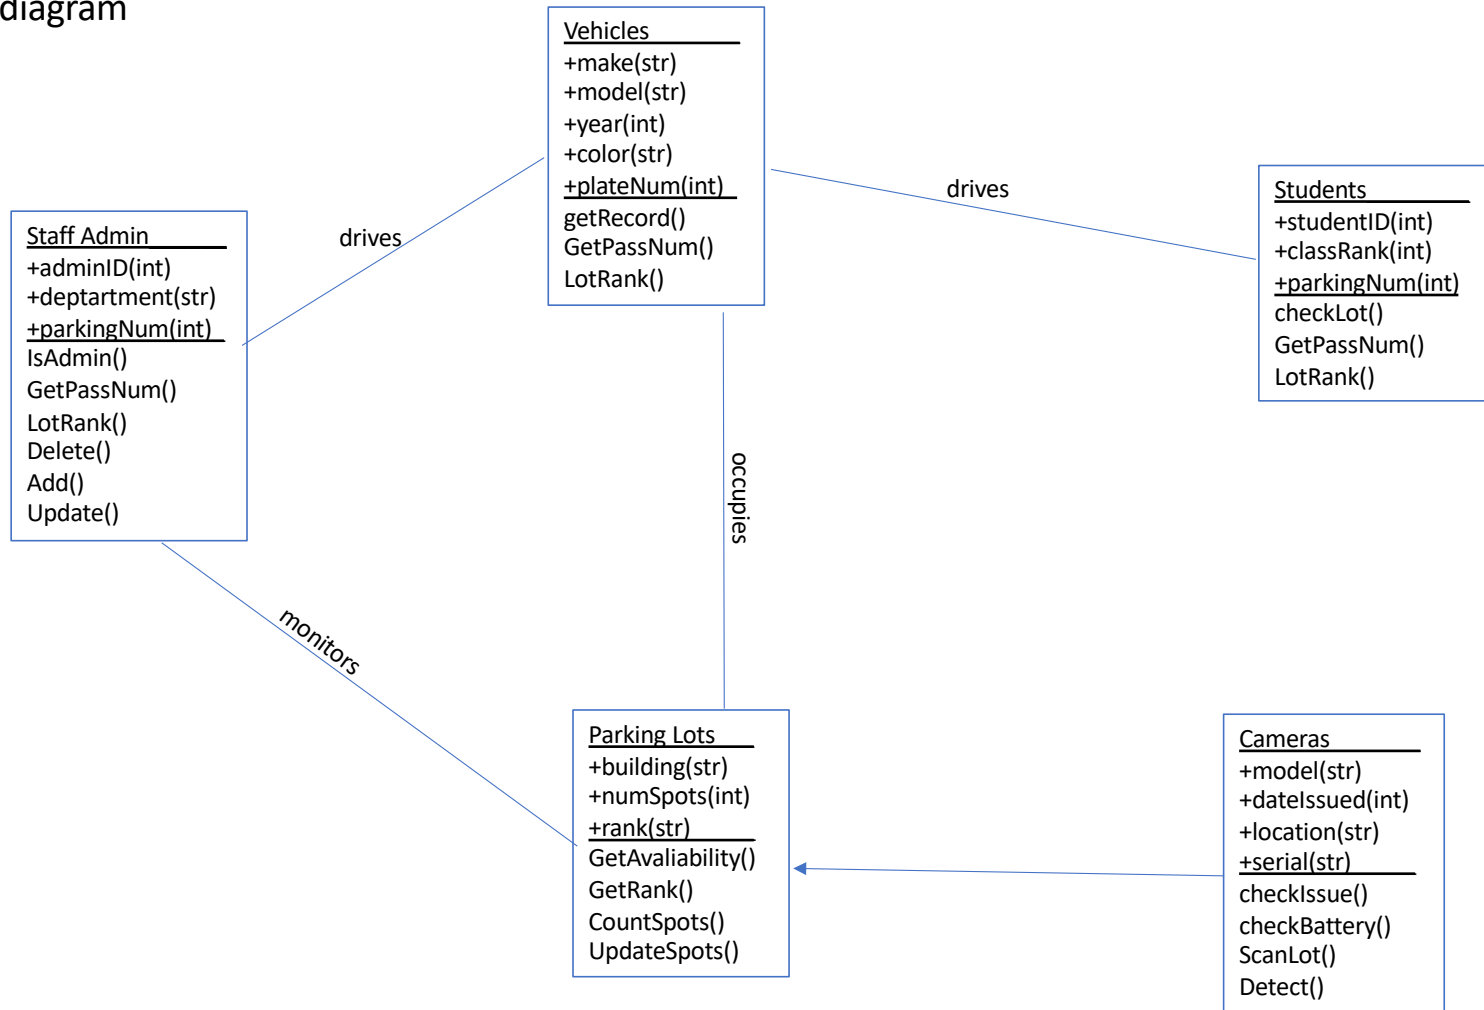 diagram
Vehicles
+make(str)
+model(str)
+year(int)
+color(str)
+plateNum(int)
getRecord()
GetPassNum()
LotRank()
drives
drives
Students
+studentID(int)
+classRank(int)
+parkingNum(int)
checkLot()
GetPassNum()
LotRank()
Staff Admin
+adminID(int)
+deptartment(str)
+parkingNum(int)
IsAdmin()
GetPassNum()
LotRank()
Delete()
Add()
Update()
occupies
monitors
Parking Lots
+building(str)
+numSpots(int)
+rank(str)
GetAvaliability()
GetRank()
CountSpots()
UpdateSpots()
Cameras
+model(str)
+dateIssued(int)
+location(str)
+serial(str)
checkIssue()
checkBattery()
ScanLot()
Detect()